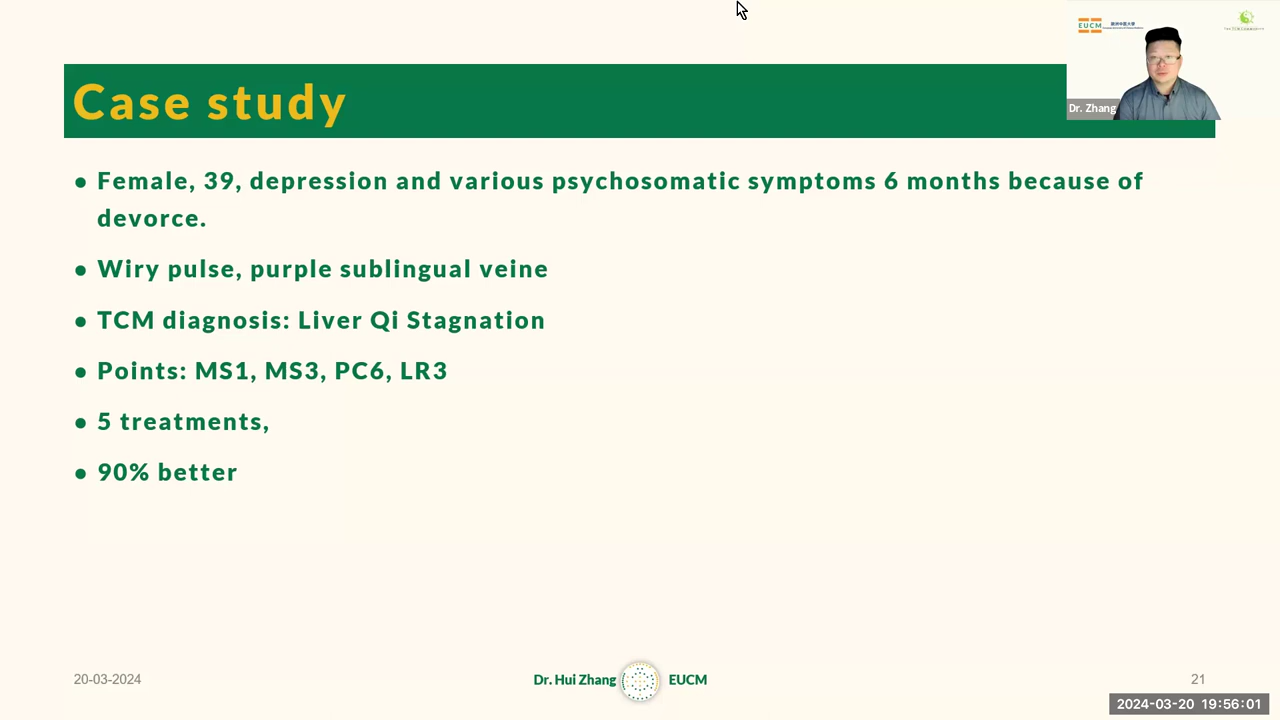 EUCM
Case study
Dr. Zhang
• Female, 39, depression and various psychosomatic symptoms 6 months because of
devorce.
• Wiry pulse, purple sublingual veine
• TCM diagnosis: Liver Qi Stagnation
• Points: MS1, MS3, PC6, LR3
• 5 treatments,
• 90% better
20-03-2024
Dr. Hui Zhang
EUCM
21
2024-03-20 19:56:01